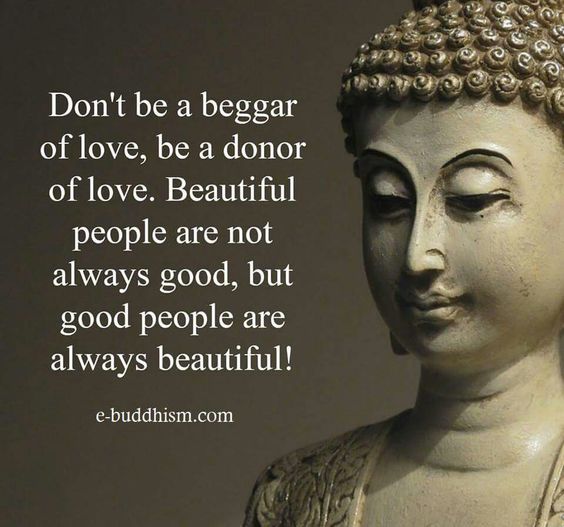 Don't be a beggar
of love, be a donor
of love. Beautiful
people are not
always good, but
good people are
always beautiful!
e-buddhism.com